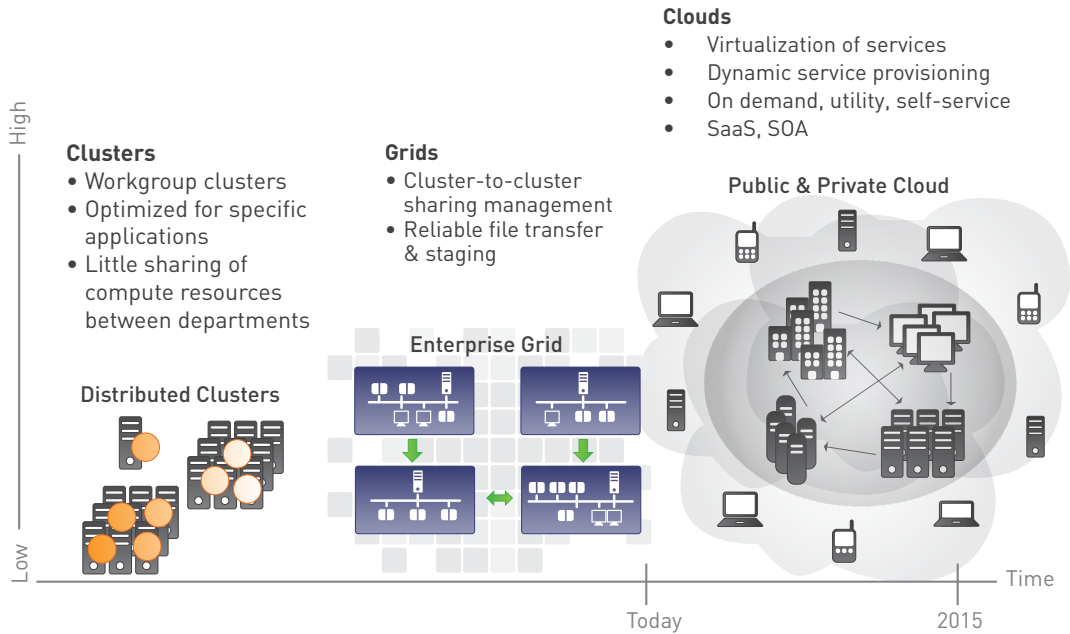 Clouds
• Virtualization of services
• Dynamic service provisioning
• On demand, utility, self-service
• SaaS, SOA
High
Clusters
• Workgroup clusters
• Optimized for specific
applications
• Little sharing of
compute resources
between departments
Grids
• Cluster-to-cluster
sharing management
• Reliable file transfer
& staging
Public & Private Cloud
Enterprise Grid
Distributed Clusters
Low
Time
Today
2015